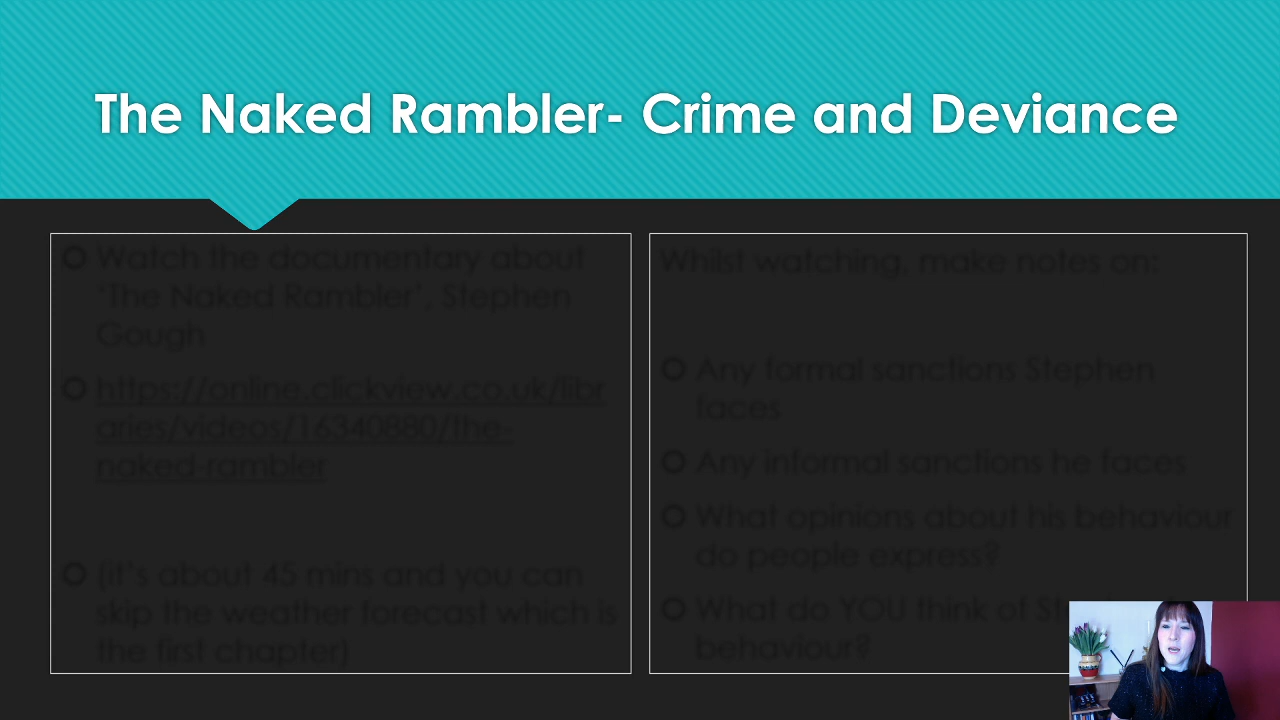 The Naked Rambler- Crime and Deviance
Watch the documentary about
'The Naked Rambler', Stephen
Gough
https://online.clickview.co.uk/libr
aries/videos/16340880/the-
naked-rambler
(it's about 45 mins and you can
skip the weather forecast which is
the first chapter)
Whilst watching, make notes on:
Any formal sanctions Stephen
faces
Any informal sanctions he faces
What opinions about his behaviour
do people express?
What do YOU think of
behaviour?